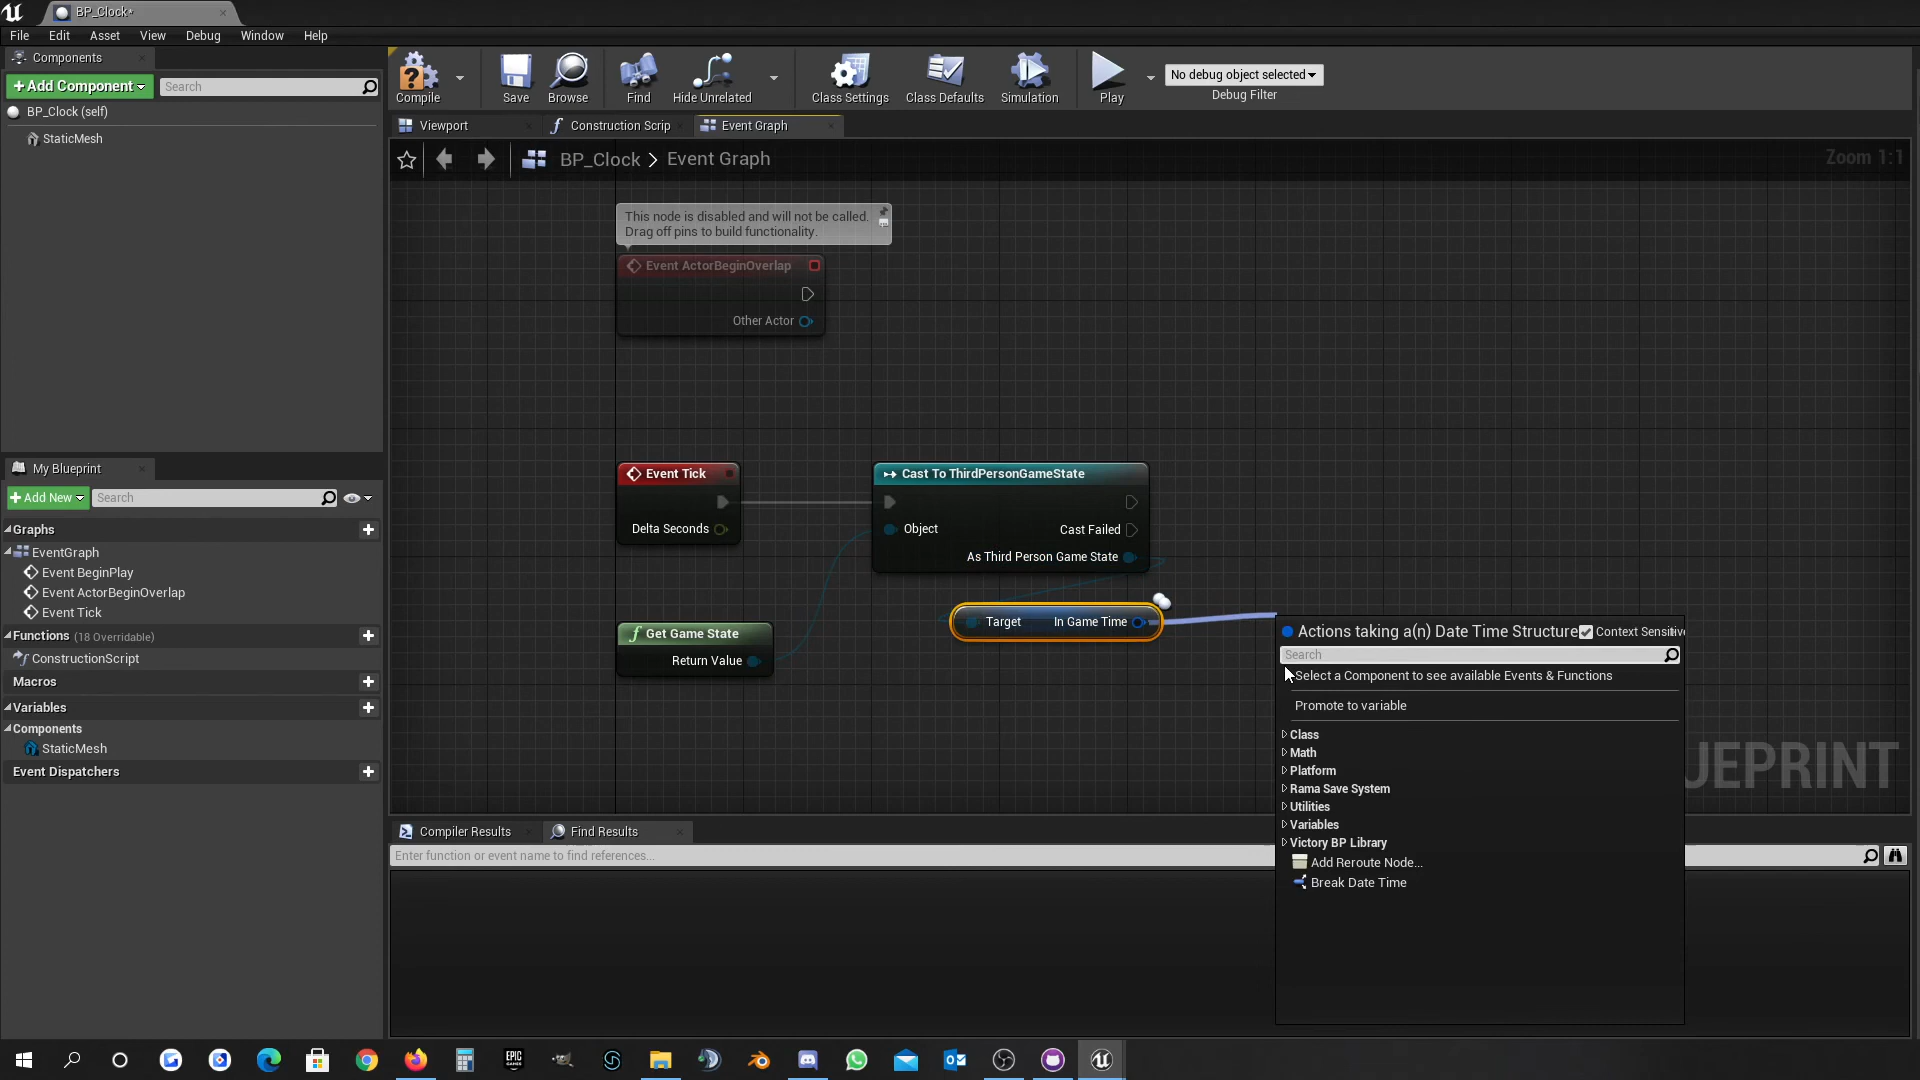 BP_Clock*
File Edit Asset View Debug Window Help
Components
+Add Component
Search
BP_Clock (self)
StaticMesh
Compile
Save
Browse
Find
Hide Unrelated
Class Settings
Class Defaults
Simulation
Play
No debug object selected
Debug Filter
Viewport
Construction Scrip
Event Graph
BP_Clock > Event Graph
Zoom 1:1
This node is disabled and will not be called.
Drag off pins to build functionality.
Event ActorBeginOverlap
Other Actor
Event Tick
Delta Seconds
Cast To ThirdPersonGameState
Object
Cast Failed
As Third Person Game State
Get Game State
Return Value
Target In Game Time
Actions taking a(n) Date Time Structure
Context Sensitive
Search
Select a Component to see available Events & Functions
Promote to variable
Class
Math
Platform
Rama Save System
Utilities
Variables
Victory BP Library
Add Reroute Node...
Break Date Time
UEPRINT
My Blueprint
+Add New
Search
Graphs
EventGraph
Event BeginPlay
Event ActorBeginOverlap
Event Tick
Functions (18 Overridable)
ConstructionScript
Macros
Variables
Components
StaticMesh
Event Dispatchers
Compiler Results
Find Results
Enter function or event name to find references...
EPIC
GAMES